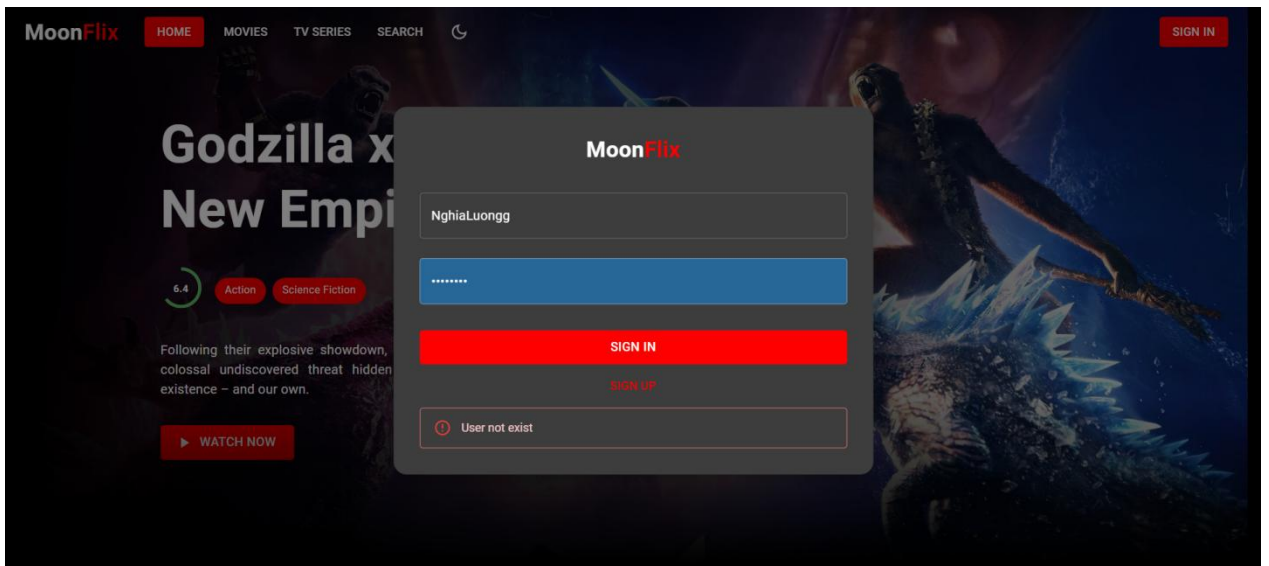 MoonFlix HOME MOVIES TV SERIES SEARCH SIGN IN
Godzilla x
New Empi
6.4 Action Science Fiction
Following their explosive showdown,
colossal undiscovered threat hidden
existence – and our own.
WATCH NOW
MoonFlix
NghiaLuongg
••••••••
SIGN IN
SIGN UP
User not exist